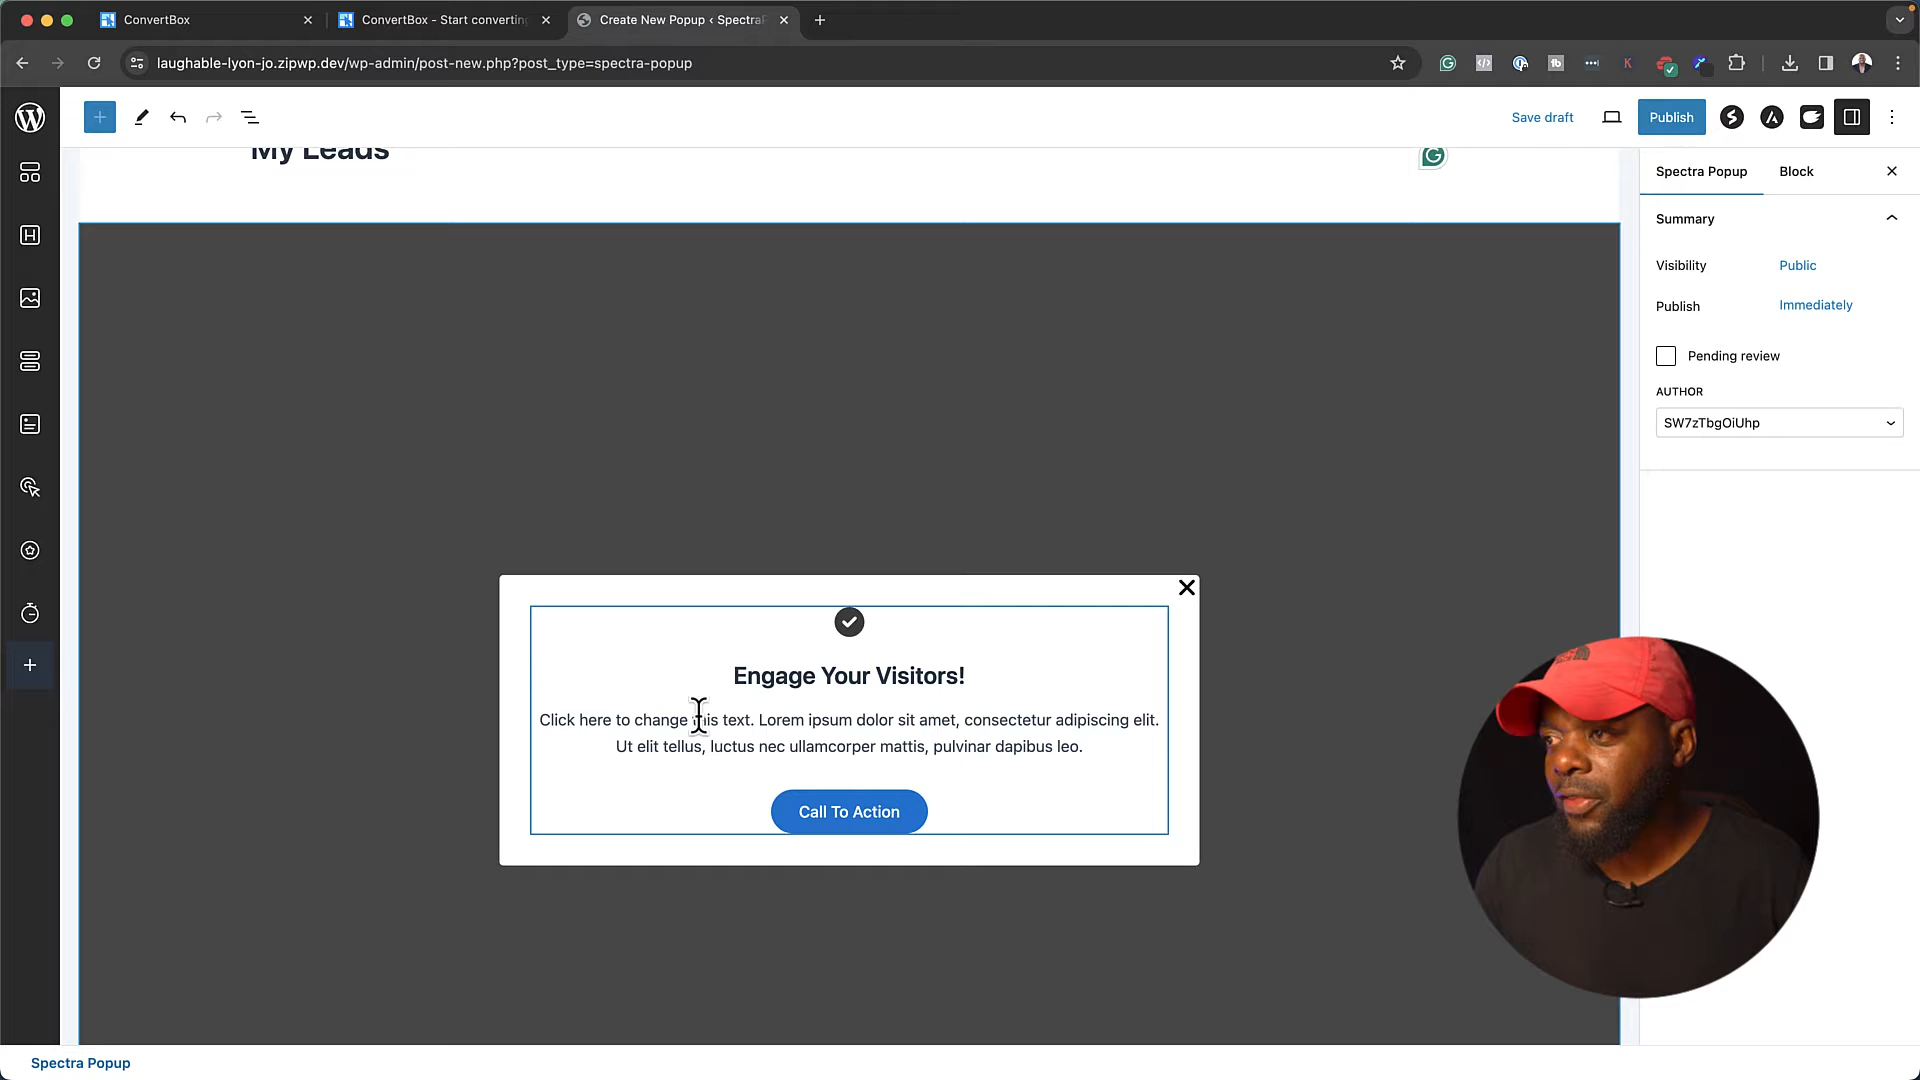 ConvertBox
ConvertBox - Start converting
Create New Popup ‹ SpectraP
laughable-lyon-jo.zipwp.dev/wp-admin/post-new.php?post_type=spectra-popup
Save draft
Publish
My Leads
Spectra Popup
Block
Summary
Visibility
Public
Publish
Immediately
Pending review
AUTHOR
SW7zTbgOiUhp
Engage Your Visitors!
Click here to change this text. Lorem ipsum dolor sit amet, consectetur adipiscing elit.
Ut elit tellus, luctus nec ullamcorper mattis, pulvinar dapibus leo.
Call To Action
Spectra Popup